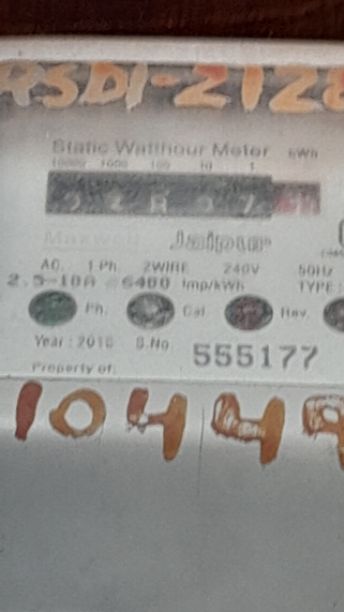 RSDI-2128
Static Watthour Meter kWh
10000 1000 100 10 1
Jaipur
AC. 1-Ph. 2WIRE 240V 50Hz
2.5-10A 6400 Imp/kWh TYPE:
Ph. Cal. Rev.
Year: 2016 S.No. 555177
Property of:
10449